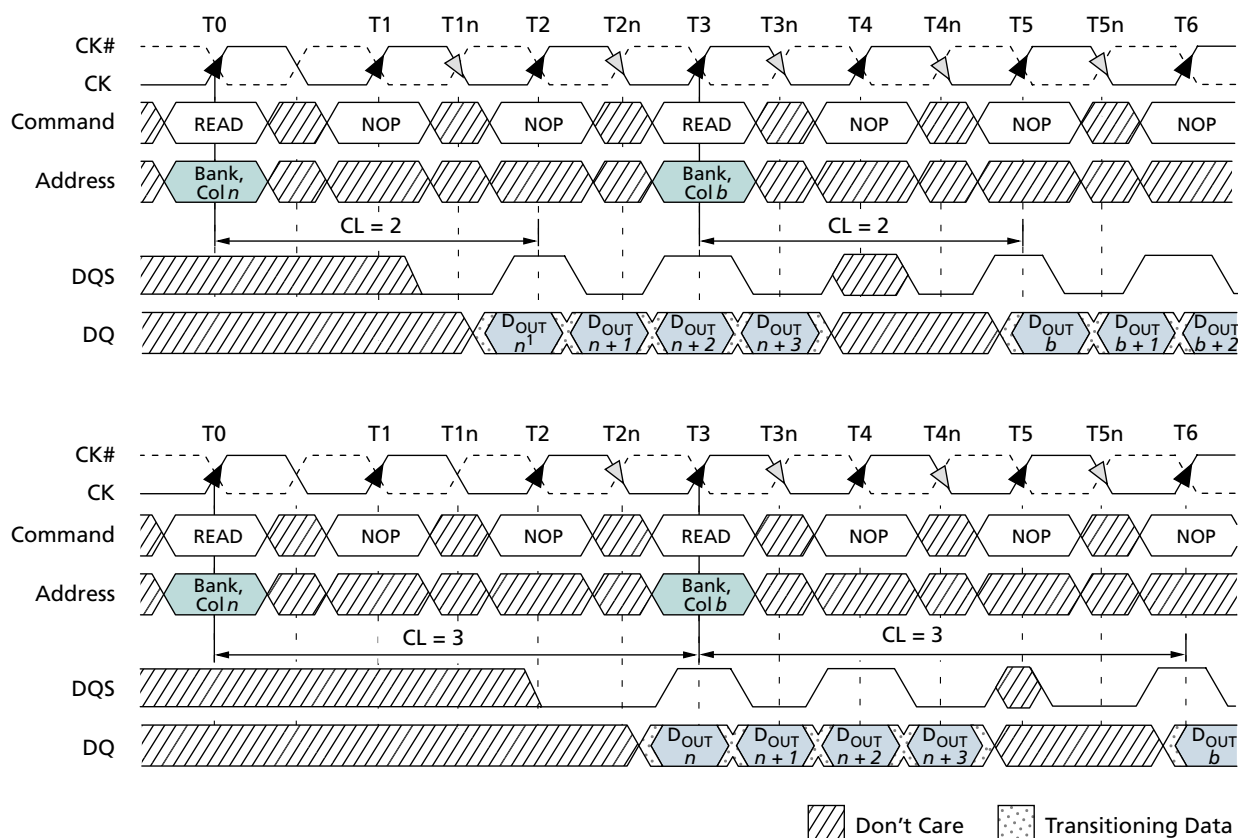 T0 T1 T1n T2 T2n T3 T3n T4 T4n T5 T5n T6
CK#
CK
Command READ NOP NOP READ NOP NOP NOP
Address Bank, Col n Bank, Col b
CL = 2 CL = 2
DQS
DQ DOUT n1 DOUT n + 1 DOUT n + 2 DOUT n + 3 DOUT b DOUT b + 1 DOUT b + 2
T0 T1 T1n T2 T2n T3 T3n T4 T4n T5 T5n T6
CK#
CK
Command READ NOP NOP READ NOP NOP NOP
Address Bank, Col n Bank, Col b
CL = 3 CL = 3
DQS
DQ DOUT n DOUT n + 1 DOUT n + 2 DOUT n + 3 DOUT b
Don't Care Transitioning Data